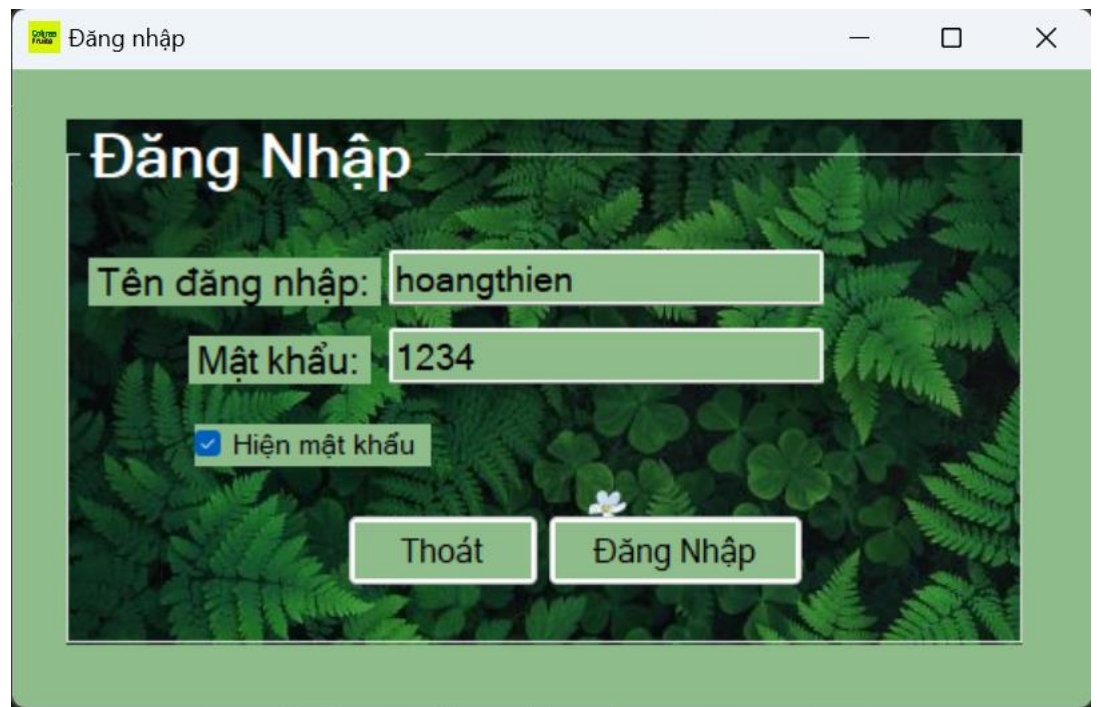 Đăng nhập
Đăng Nhập
Tên đăng nhập: hoangthien
Mật khẩu: 1234
Hiện mật khẩu
Thoát Đăng Nhập